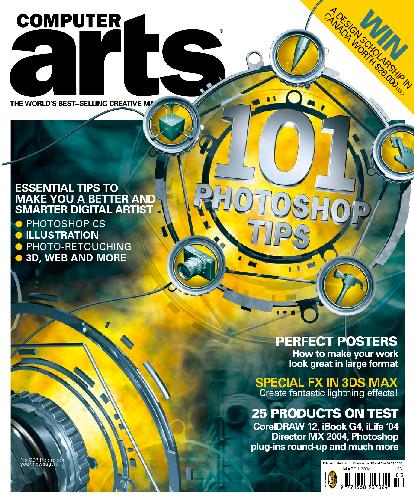 COMPUTER
arts
THE WORLD'S BEST-SELLING CREATIVE
WIN
A DESIGN SCHOLARSHIP IN
CANADA WORTH $26,000
101
PHOTOSHOP
TIPS
ESSENTIAL TIPS TO
MAKE YOU A BETTER AND
SMARTER DIGITAL ARTIST
PHOTOSHOP CS
ILLUSTRATION
PHOTO-RETOUCHING
3D, WEB AND MORE
PERFECT POSTERS
How to make your work
look great in large format
SPECIAL FX IN 3DS MAX
Create fantastic lightning effects!
25 PRODUCTS ON TEST
CorelDRAW 12, iBook G4, iLife '04
Director MX 2004, Photoshop
plug-ins round-up and much more